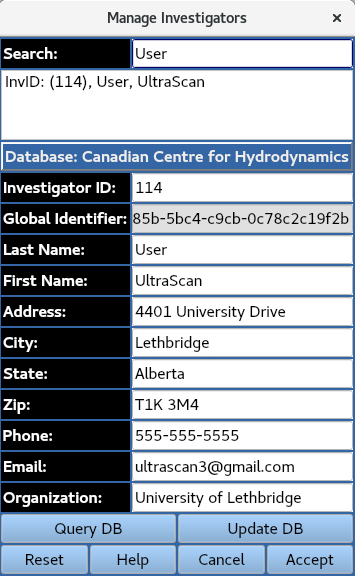 Manage Investigators ×
Search: User
InvID: (114), User, UltraScan
Database: Canadian Centre for Hydrodynamics
Investigator ID: 114
Global Identifier: 85b-5bc4-c9cb-0c78c2c19f2b
Last Name: User
First Name: UltraScan
Address: 4401 University Drive
City: Lethbridge
State: Alberta
Zip: T1K 3M4
Phone: 555-555-5555
Email: ultrascan3@gmail.com
Organization: University of Lethbridge
Query DB Update DB
Reset Help Cancel Accept